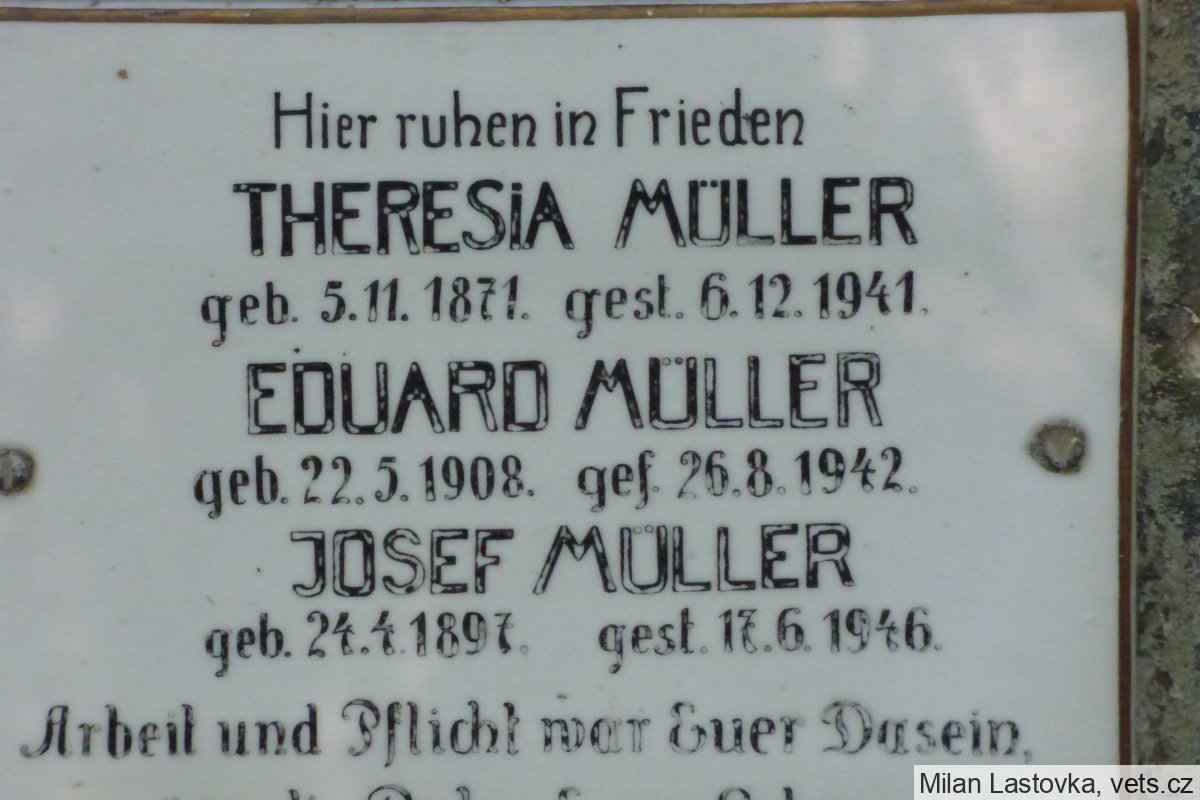 Hier ruhen in Frieden
THERESiA MÜLLER
geb. 5.11.1871. gest. 6.12.1941.
EDUARD MÜLLER
geb. 22.5.1908. gef. 26.8.1942.
JOSEF MÜLLER
geb. 24.4.1897. gest. 17.6.1946.
Arbeit und Pflicht war Euer Dasein,
Milan Lastovka, vets.cz